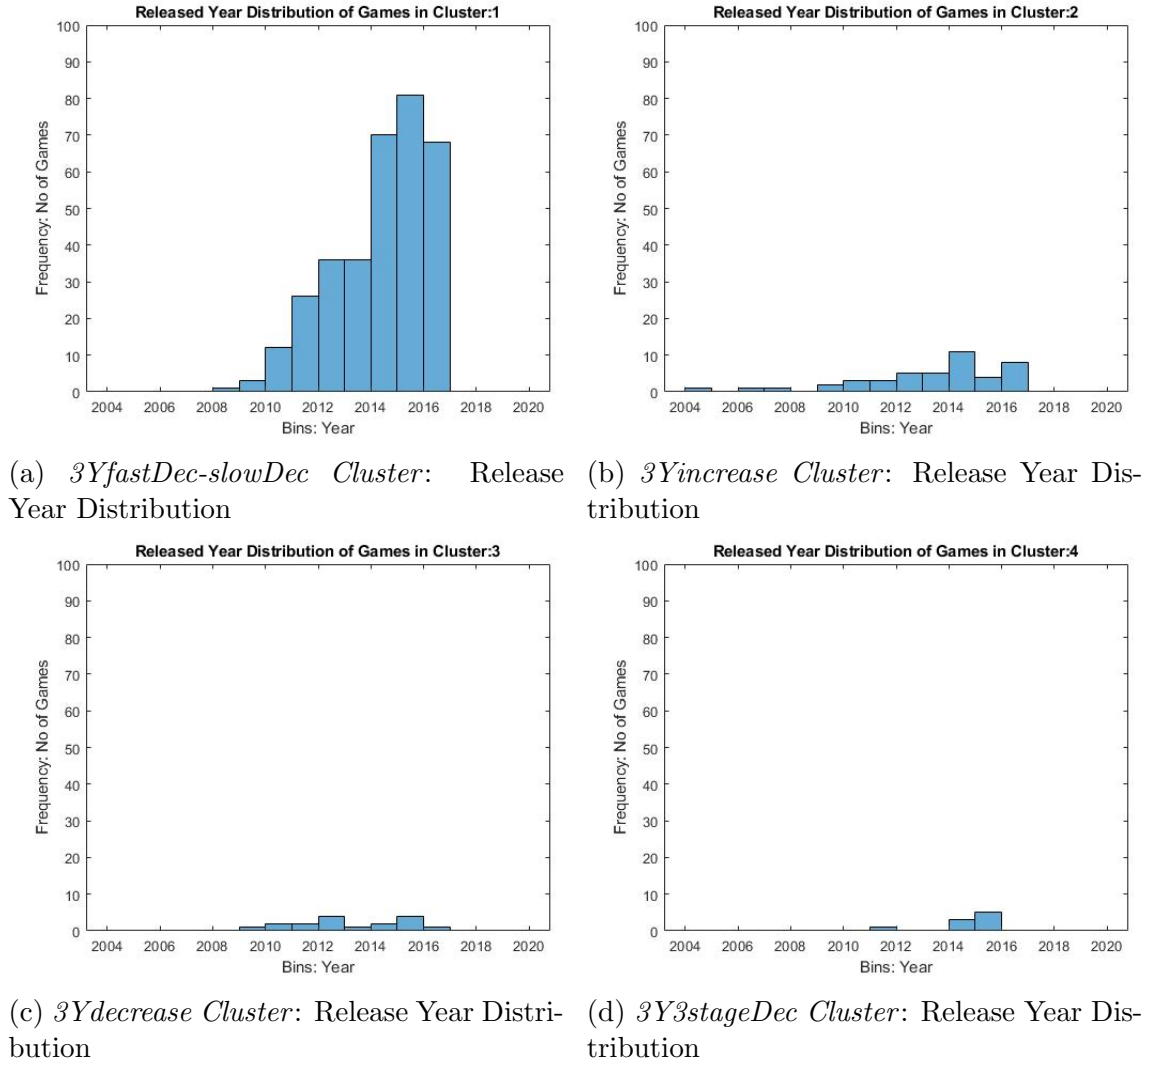 Released Year Distribution of Games in Cluster:1
100
90
80
70
60
50
40
30
20
10
0
Frequency: No of Games
2004 2006 2008 2010 2012 2014 2016 2018 2020
Bins: Year
(a) 3YfastDec-slowDec Cluster: Release
Year Distribution
Released Year Distribution of Games in Cluster:2
100
90
80
70
60
50
40
30
20
10
0
Frequency: No of Games
2004 2006 2008 2010 2012 2014 2016 2018 2020
Bins: Year
(b) 3Yincrease Cluster: Release Year Dis-
tribution
Released Year Distribution of Games in Cluster:3
100
90
80
70
60
50
40
30
20
10
0
Frequency: No of Games
2004 2006 2008 2010 2012 2014 2016 2018 2020
Bins: Year
(c) 3Ydecrease Cluster: Release Year Distri-
bution
Released Year Distribution of Games in Cluster:4
100
90
80
70
60
50
40
30
20
10
0
Frequency: No of Games
2004 2006 2008 2010 2012 2014 2016 2018 2020
Bins: Year
(d) 3Y3stageDec Cluster: Release Year Dis-
tribution